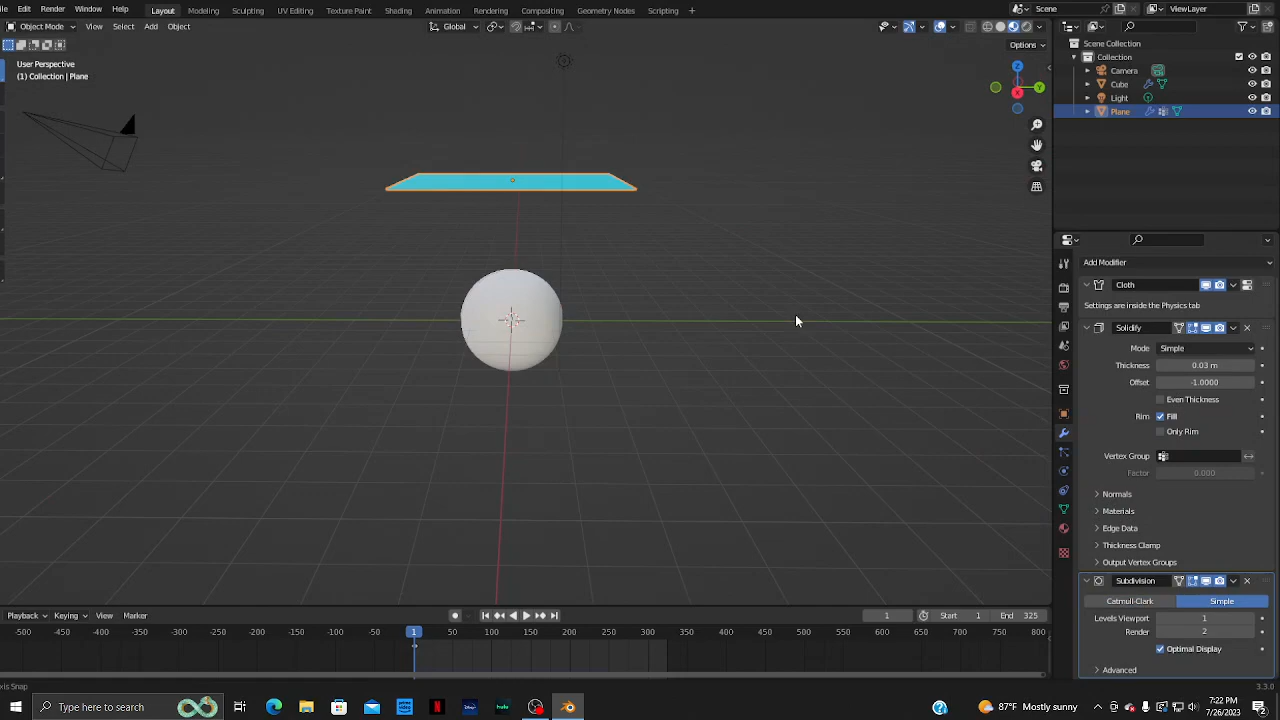 File Edit Render Window Help Layout Modeling Sculpting UV Editing Texture Paint Shading Animation Rendering Compositing Geometry Nodes Scripting + Scene ViewLayer
Object Mode View Select Add Object Global
Options
User Perspective
(1) Collection | Plane
Z
Y
X
Scene Collection
Collection
Camera
Cube
Light
Plane
Add Modifier
Cloth
Settings are inside the Physics tab
Solidify
Mode Simple
Thickness 0.03 m
Offset -1.0000
Even Thickness
Rim Fill
Only Rim
Vertex Group
Factor 0.000
Normals
Materials
Edge Data
Thickness Clamp
Output Vertex Groups
Subdivision
Catmull-Clark Simple
Levels Viewport 1
Render 2
Optimal Display
Advanced
Playback Keying View Marker 1 Start 1 End 325
-500 -450 -400 -350 -300 -250 -200 -150 -100 -50 1 50 100 150 200 250 300 350 400 450 500 550 600 650 700 750 800
axis Snap 3.3.0
Type here to search hulu 87°F Mostly sunny 7:22 PM
7/26/2023